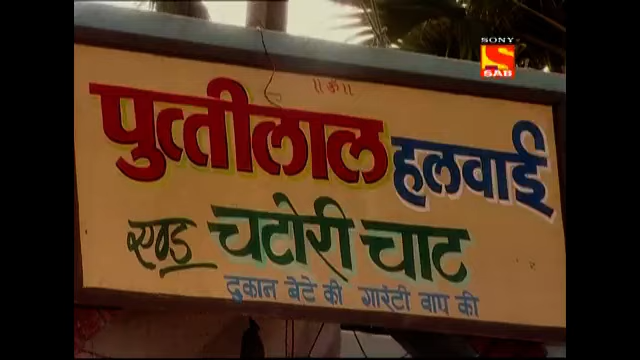 SONY
SAB
॥ॐ॥
पुत्तीलाल हलवाई
एण्ड चटोरी चाट
दुकान बेटे की गारंटी बाप की